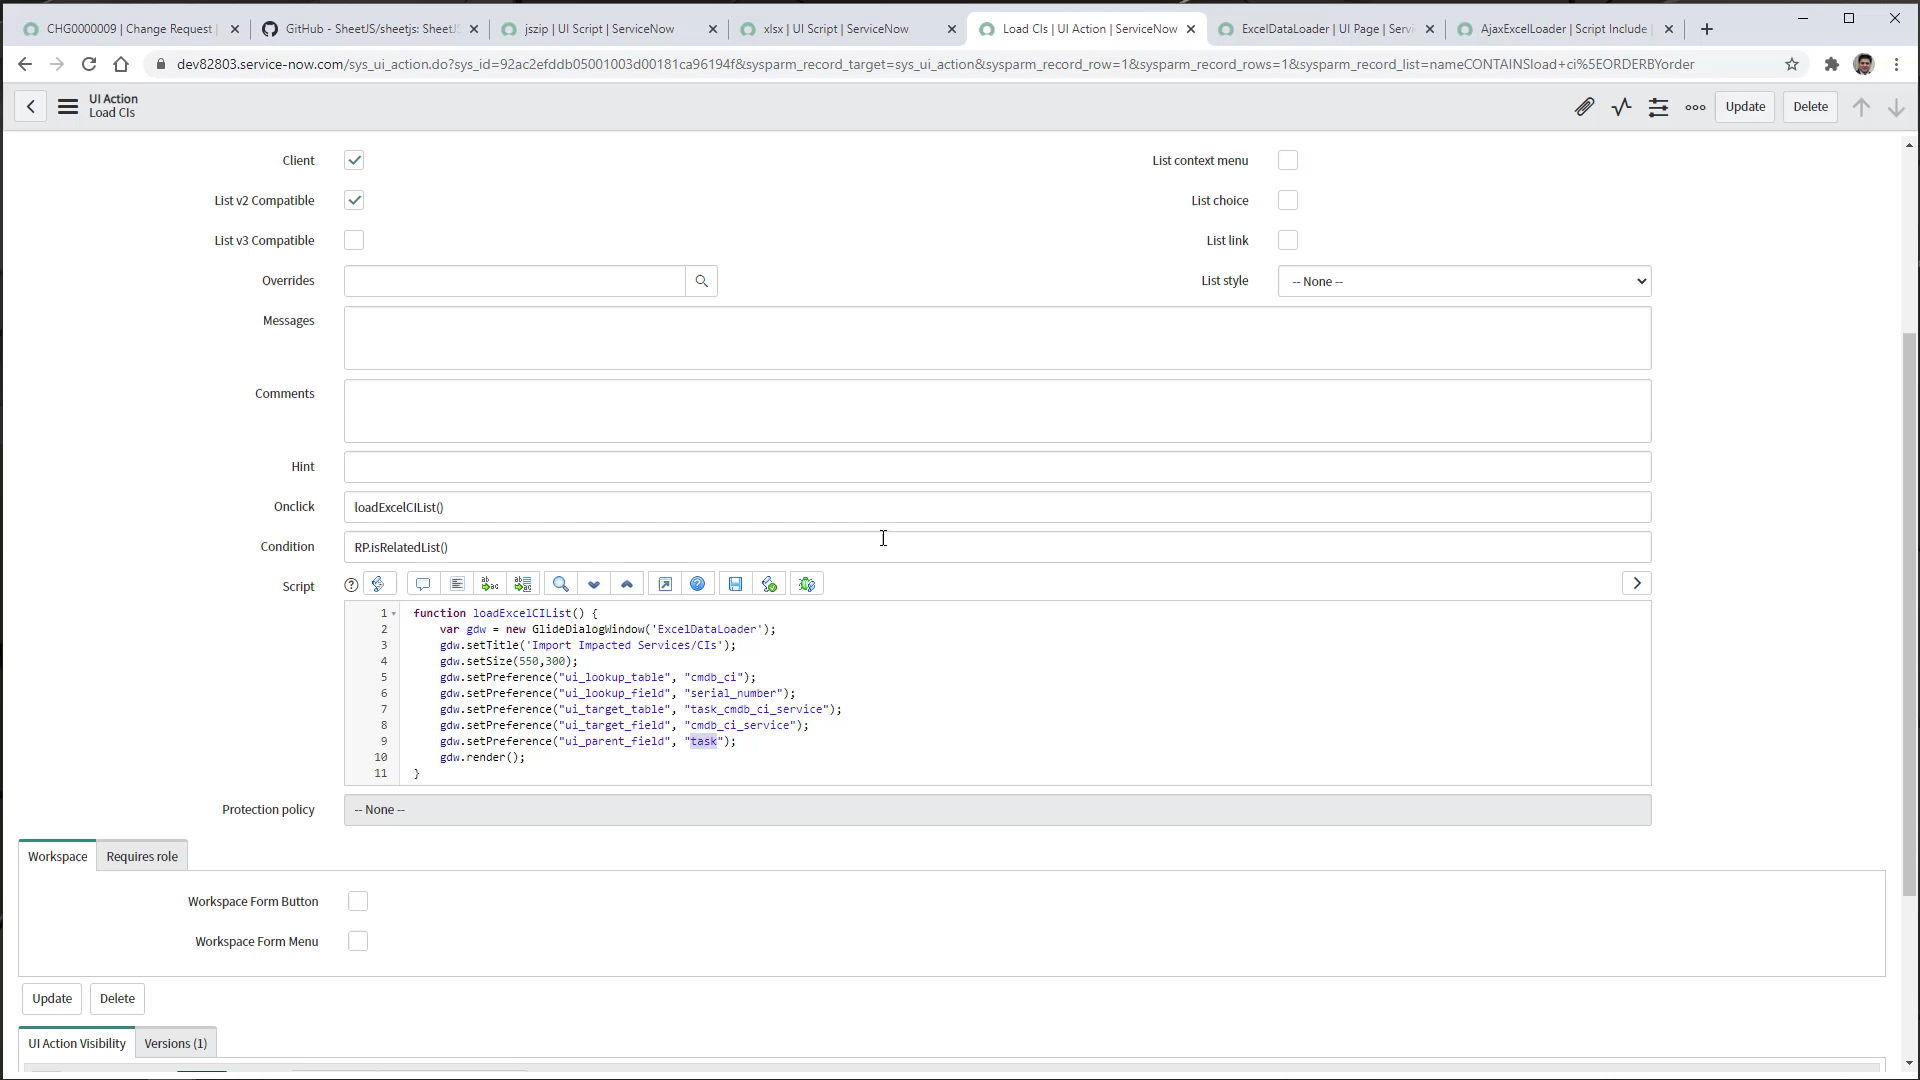 CHG0000009 | Change Request |
GitHub - SheetJS/sheetjs: SheetJS
jszip | UI Script | ServiceNow
xlsx | UI Script | ServiceNow
Load CIs | UI Action | ServiceNow
ExcelDataLoader | UI Page | Servi
AjaxExcelLoader | Script Include |
dev82803.service-now.com/sys_ui_action.do?sys_id=92ac2efddb05001003d00181ca96194f&sysparm_record_target=sys_ui_action&sysparm_record_row=1&sysparm_record_rows=1&sysparm_record_list=nameCONTAINSload+ci%5EORDERBYorder
UI Action
Load CIs
Update
Delete
Client
List context menu
List v2 Compatible
List choice
List v3 Compatible
List link
Overrides
List style
-- None --
Messages
Comments
Hint
Onclick
loadExcelCIList()
Condition
RP.isRelatedList()
Script
1 function loadExcelCIList() {
2 var gdw = new GlideDialogWindow('ExcelDataLoader');
3 gdw.setTitle('Import Impacted Services/CIs');
4 gdw.setSize(550,300);
5 gdw.setPreference("ui_lookup_table", "cmdb_ci");
6 gdw.setPreference("ui_lookup_field", "serial_number");
7 gdw.setPreference("ui_target_table", "task_cmdb_ci_service");
8 gdw.setPreference("ui_target_field", "cmdb_ci_service");
9 gdw.setPreference("ui_parent_field", "task");
10 gdw.render();
11 }
Protection policy
-- None --
Workspace
Requires role
Workspace Form Button
Workspace Form Menu
Update
Delete
UI Action Visibility
Versions (1)